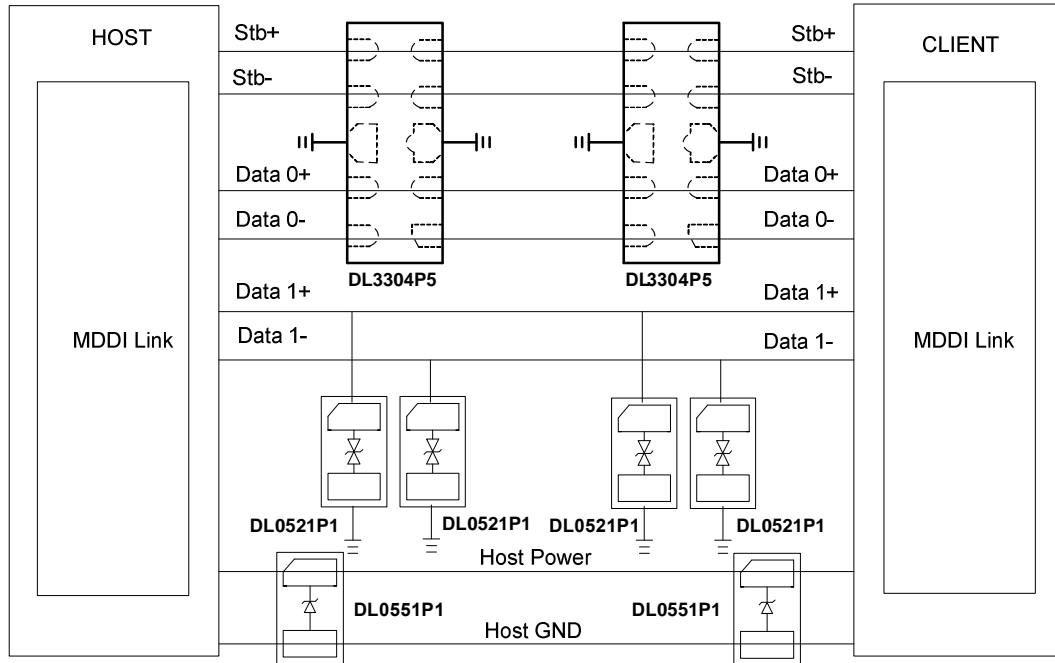 HOST
Stb+
Stb+
CLIENT
Stb-
Stb-
Data 0+
Data 0+
Data 0-
Data 0-
DL3304P5
DL3304P5
Data 1+
Data 1+
MDDI Link
Data 1-
Data 1-
MDDI Link
DL0521P1
DL0521P1
DL0521P1
DL0521P1
Host Power
DL0551P1
DL0551P1
Host GND